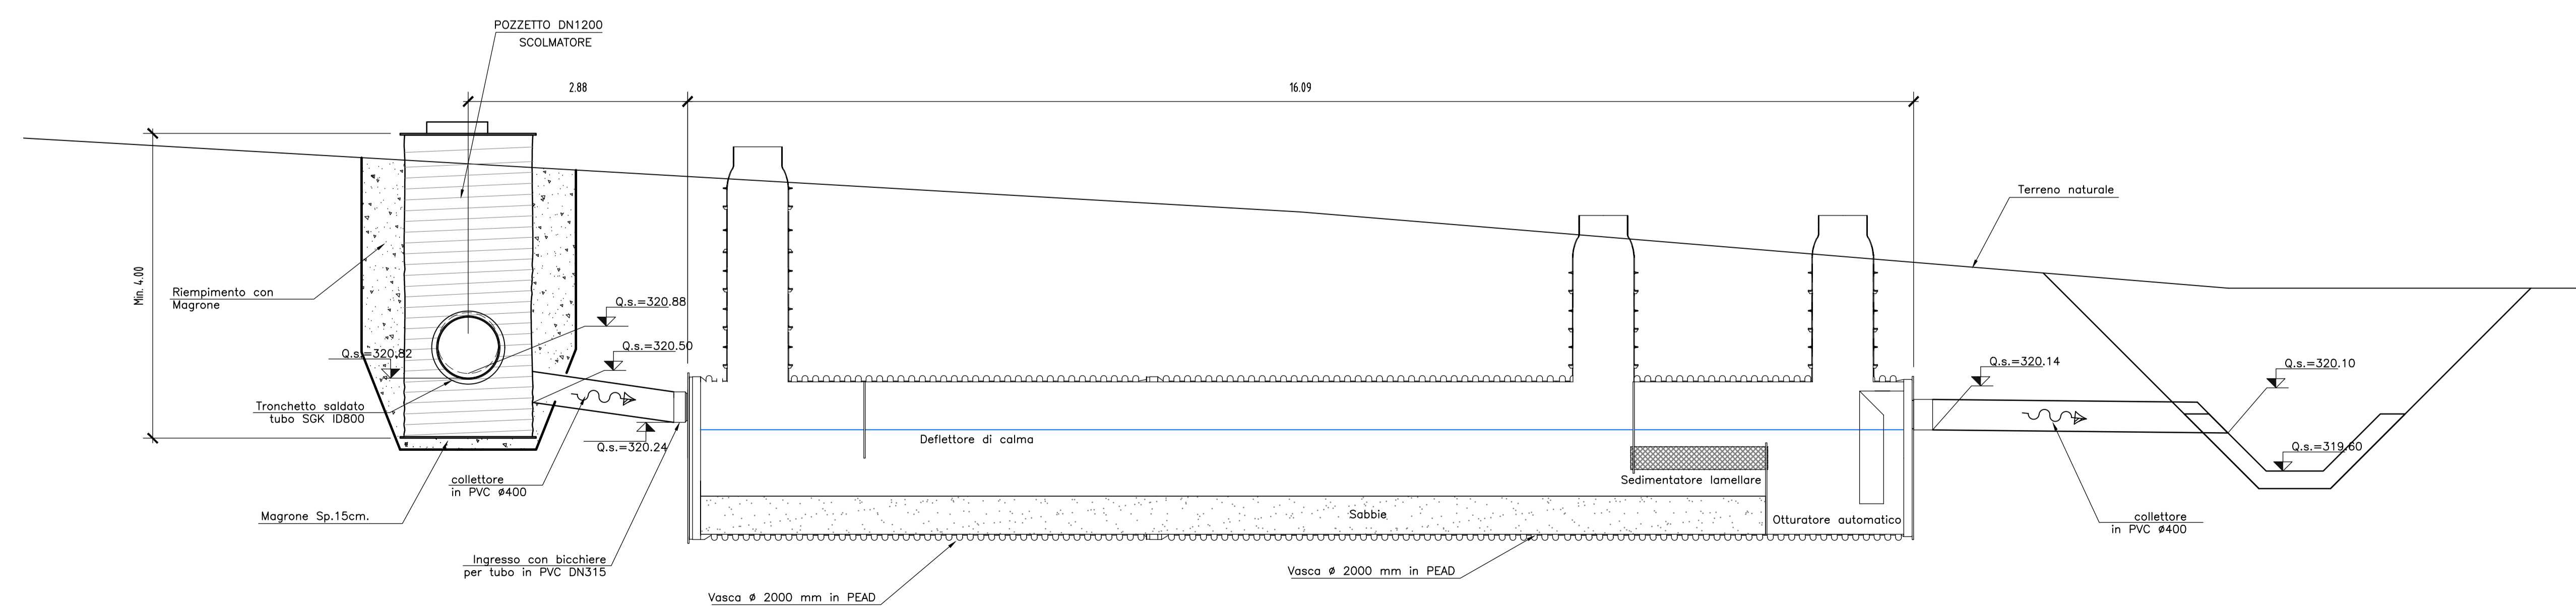 POZZETTO DN1200
SCOLMATORE
2.88
16.09
Terreno naturale
Min. 4.00
Riempimento con
Magrone
Q.s.=320.88
Q.s.=320.82
Q.s.=320.50
Q.s.=320.14
Q.s.=320.10
Tronchetto saldato
tubo SGK ID800
Q.s.=320.24
Deflettore di calma
Q.s.=319.60
collettore
in PVC ø400
Sedimentatore lamellare
Magrone Sp.15cm.
Sabbie
Otturatore automatico
collettore
in PVC ø400
Ingresso con bicchiere
per tubo in PVC DN315
Vasca ø 2000 mm in PEAD
Vasca ø 2000 mm in PEAD